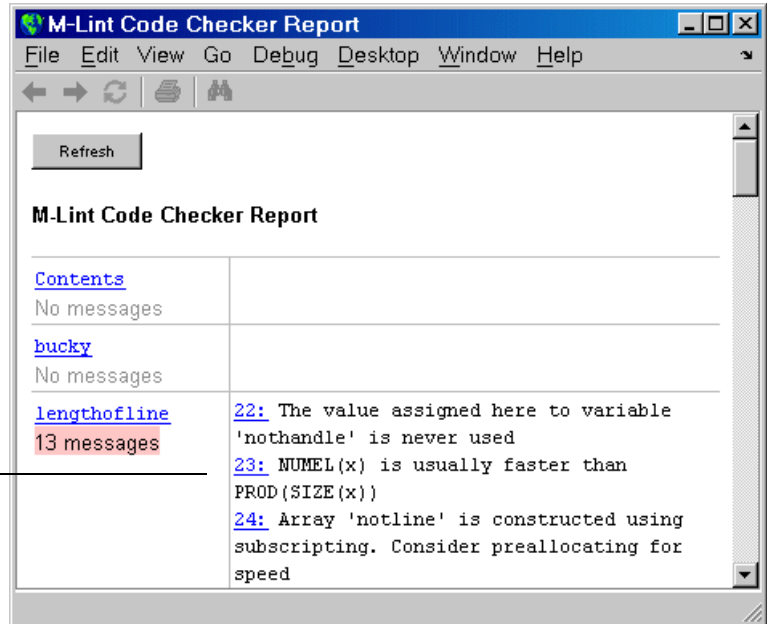 M-Lint Code Checker Report
File Edit View Go Debug Desktop Window Help
Refresh
M-Lint Code Checker Report
Contents
No messages
bucky
No messages
lengthofline
13 messages
22: The value assigned here to variable
'nothandle' is never used
23: NUMEL(x) is usually faster than
PROD(SIZE(x))
24: Array 'notline' is constructed using
subscripting. Consider preallocating for
speed